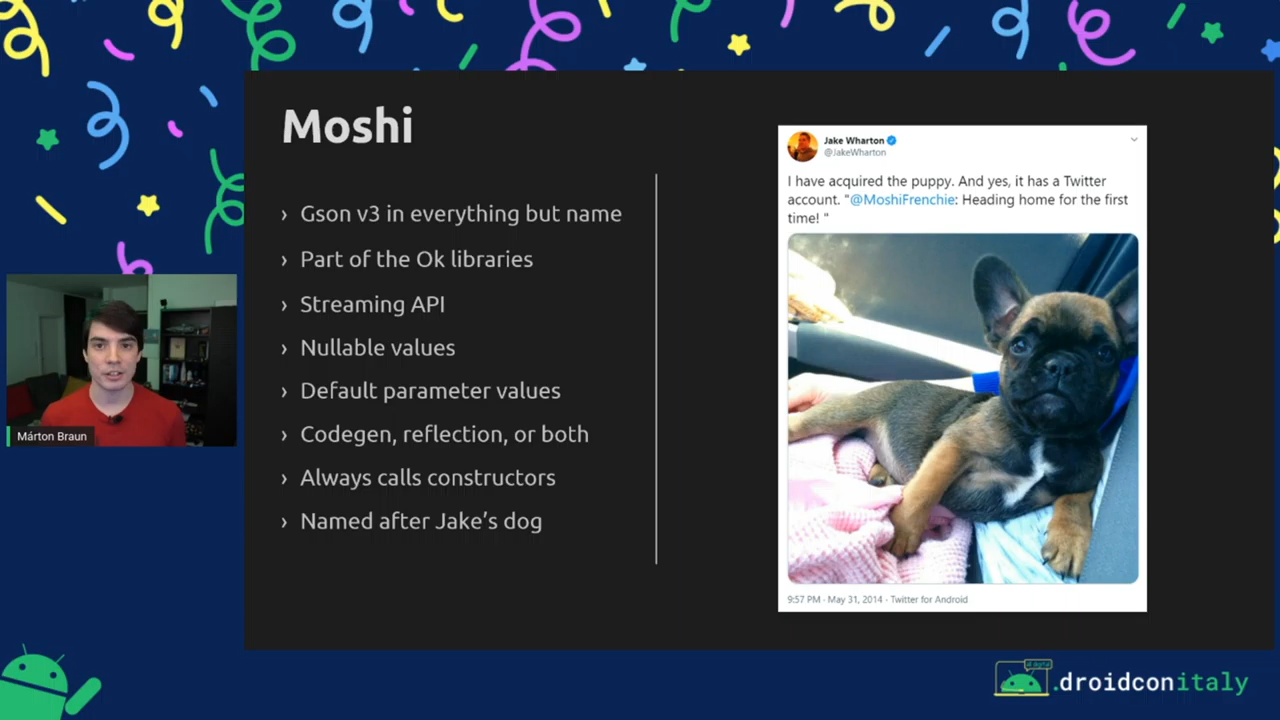 Moshi
› Gson v3 in everything but name
› Part of the Ok libraries
› Streaming API
› Nullable values
› Default parameter values
› Codegen, reflection, or both
› Always calls constructors
› Named after Jake’s dog
Jake Wharton
@JakeWharton
I have acquired the puppy. And yes, it has a Twitter
account. "@MoshiFrenchie: Heading home for the first
time! "
9:57 PM · May 31, 2014 · Twitter for Android
Márton Braun
.droidconitaly